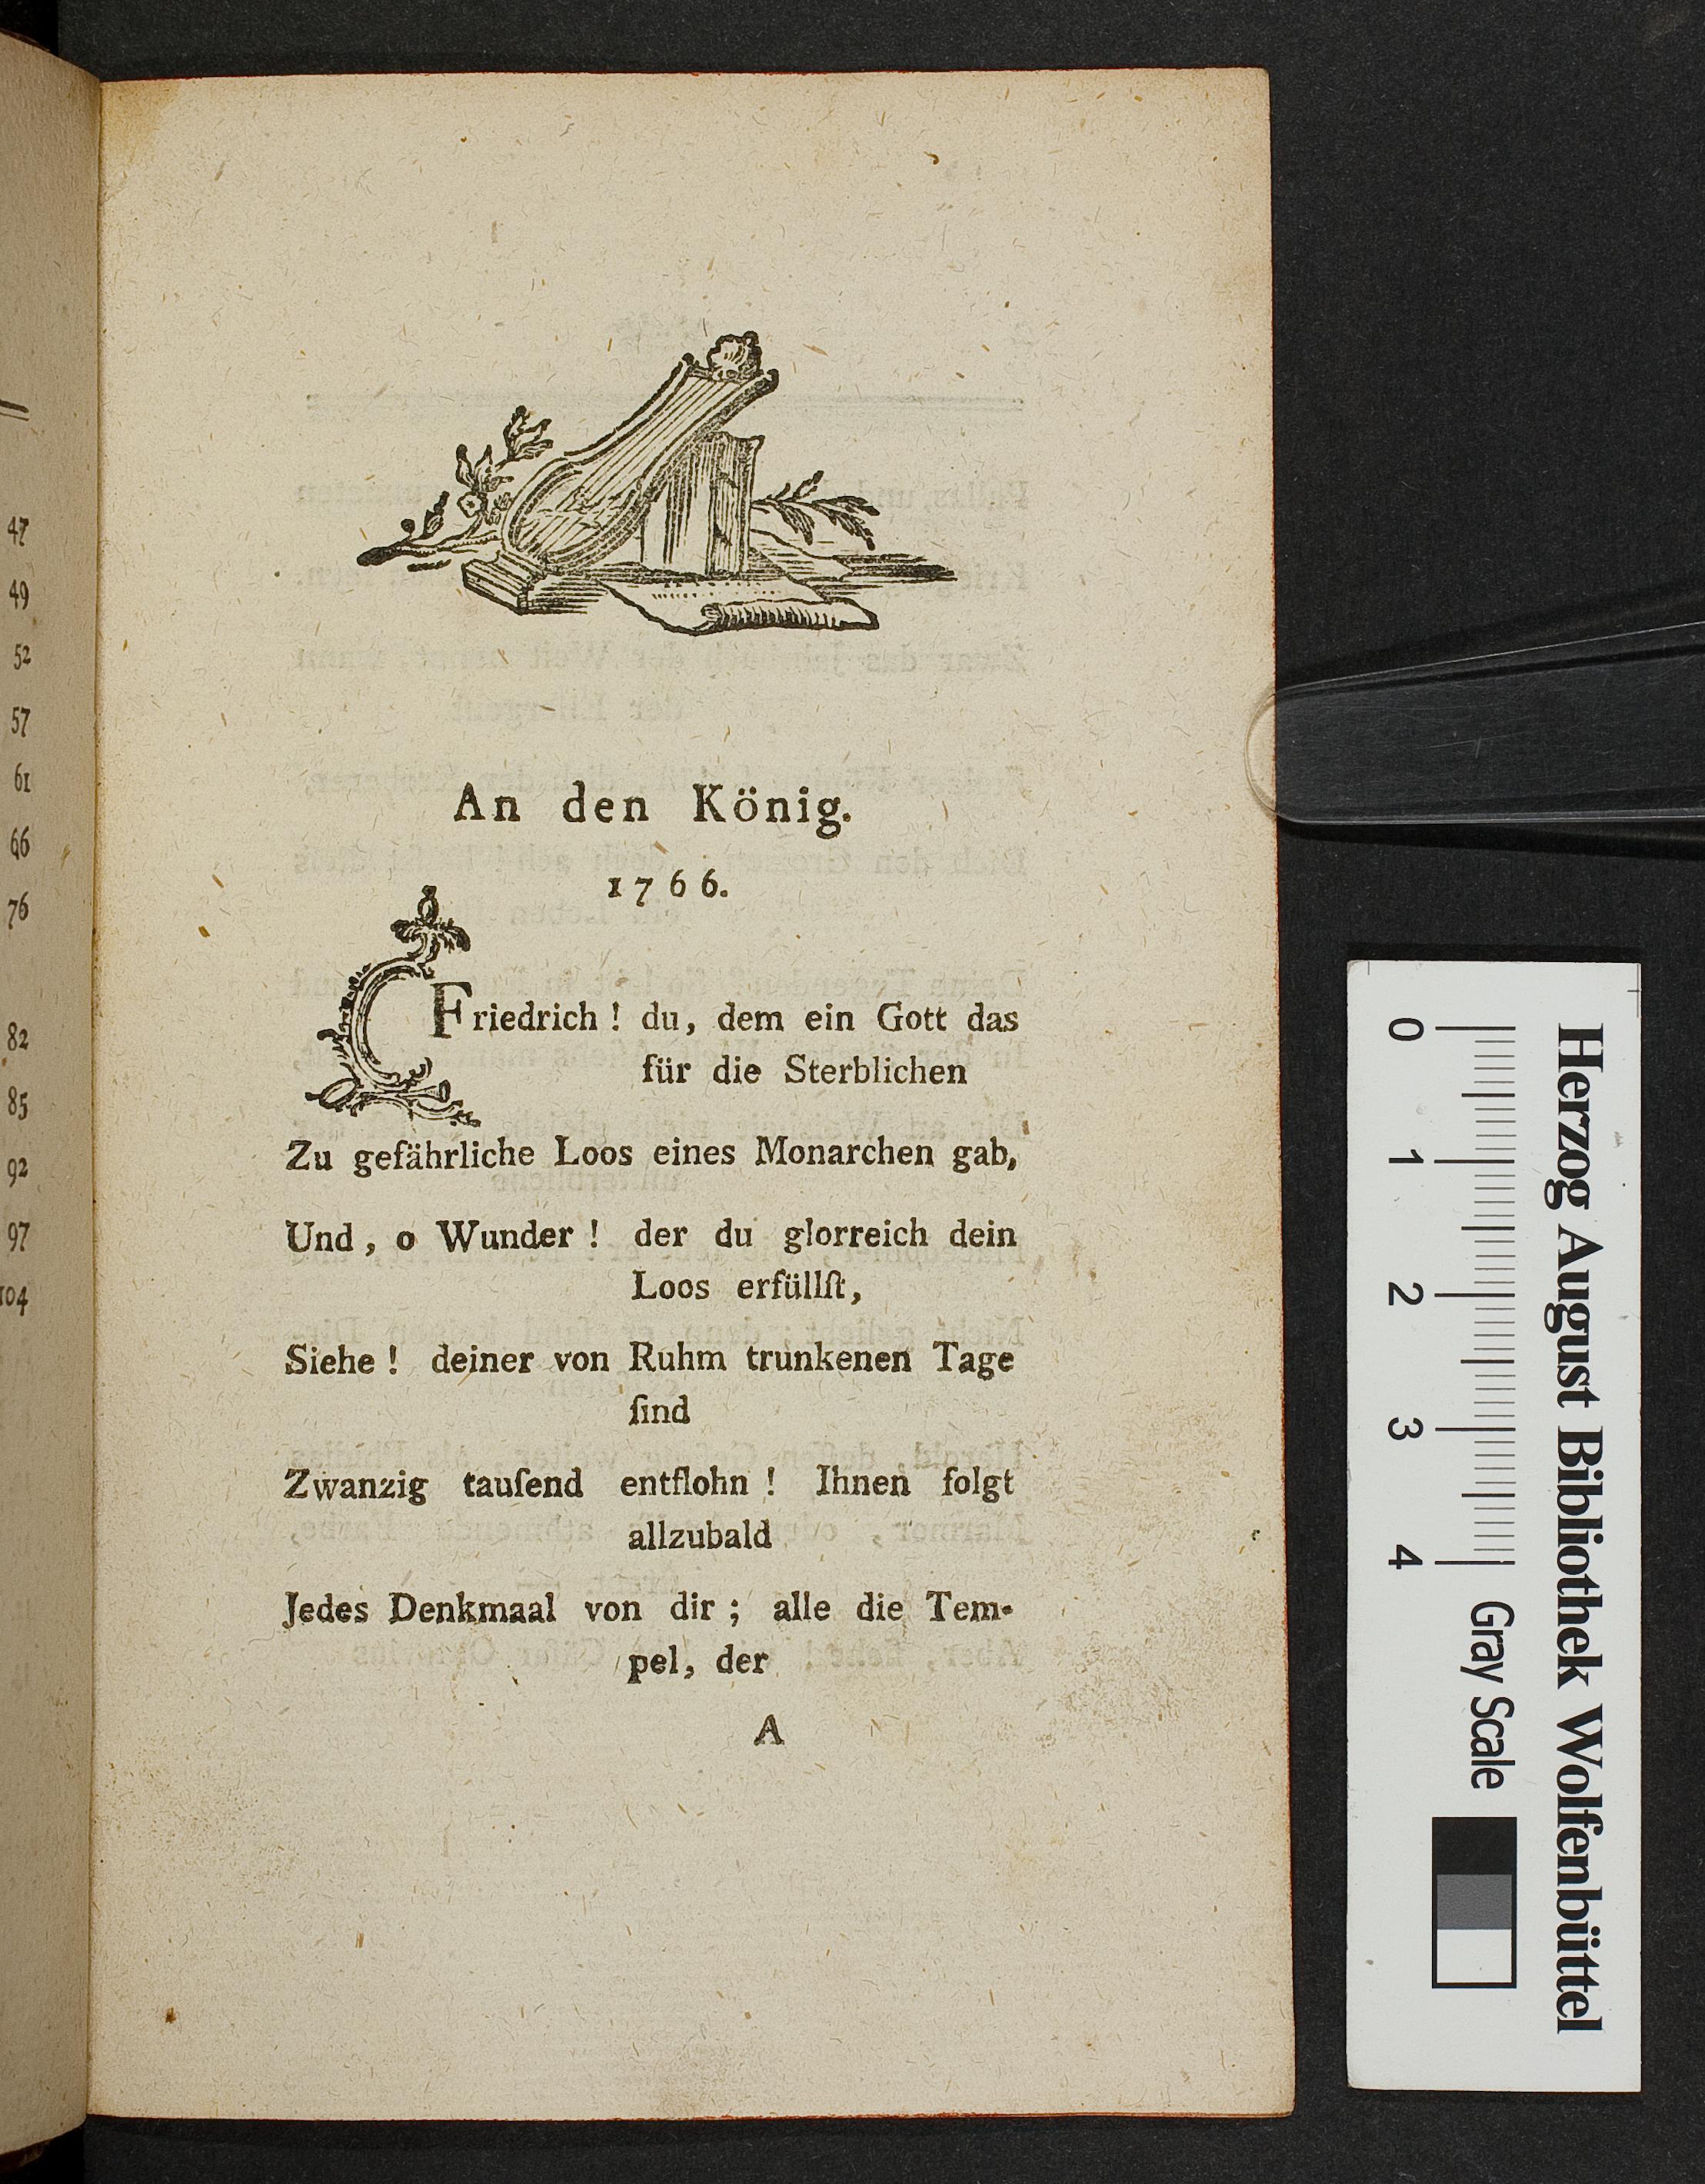 47
49
52
57
61
66
76
82
85
92
97
104
An den König.
1766.
Friedrich! du, dem ein Gott das
für die Sterblichen
Zu gefährliche Loos eines Monarchen gab,
Und, o Wunder! der du glorreich dein
Loos erfüllſt,
Siehe! deiner von Ruhm trunkenen Tage
ſind
Zwanzig tauſend entflohn! Ihnen folgt
allzubald
Jedes Denkmaal von dir; alle die Tem-
pel, der
A
Herzog August Bibliothek Wolfenbüttel
0 1 2 3 4 Gray Scale